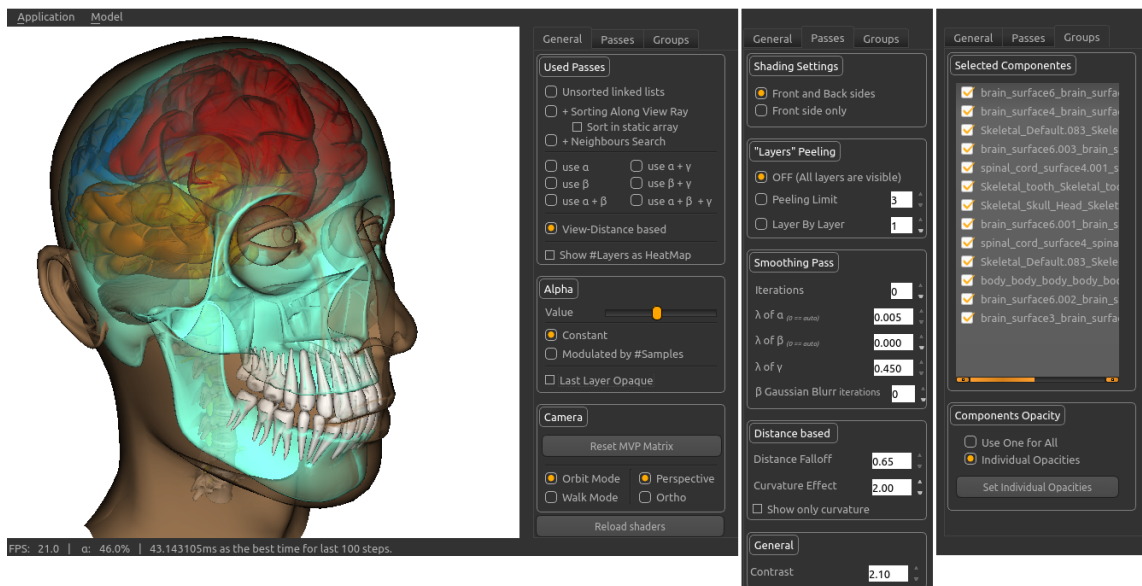 Application Model
General Passes Groups
Used Passes
Unsorted linked lists
+ Sorting Along View Ray
Sort in static array
+ Neighbours Search
use α use α + γ
use β use β + γ
use α + β use α + β + γ
View-Distance based
Show #Layers as HeatMap
Alpha
Value
Constant
Modulated by #Samples
Last Layer Opaque
Camera
Reset MVP Matrix
Orbit Mode Perspective
Walk Mode Ortho
Reload shaders
FPS: 21.0 | α: 46.0% | 43.143105ms as the best time for last 100 steps.
General Passes Groups
Shading Settings
Front and Back sides
Front side only
"Layers" Peeling
OFF (All layers are visible)
Peeling Limit 3
Layer By Layer 1
Smoothing Pass
Iterations 0
λ of α (0 == auto) 0.005
λ of β (0 == auto) 0.000
λ of γ 0.450
β Gaussian Blurr iterations 0
Distance based
Distance Falloff 0.65
Curvature Effect 2.00
Show only curvature
General
Contrast 2.10
General Passes Groups
Selected Componentes
brain_surface6_brain_surfa
brain_surface4_brain_surfa
Skeletal_Default.083_Skele
brain_surface6.003_brain_s
spinal_cord_surface4.001_s
Skeletal_tooth_Skeletal_too
Skeletal_Skull_Head_Skelet
brain_surface6.001_brain_s
spinal_cord_surface4_spina
Skeletal_Default.083_Skele
body_body_body_body_bod
brain_surface6.002_brain_s
brain_surface3_brain_surfa
Components Opacity
Use One for All
Individual Opacities
Set Individual Opacities